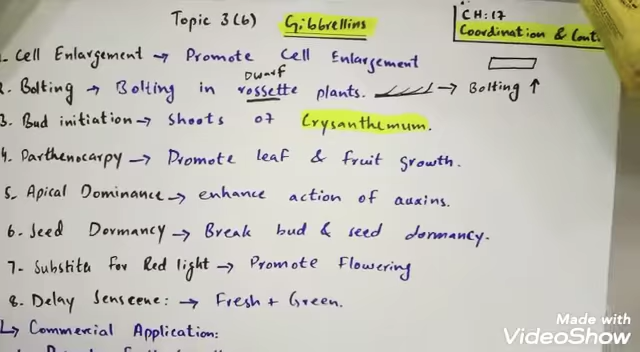 Topic 3(6) Gibbrellins
CH:17
Coordination & Cont.
1. Cell Enlargement → Promote Cell Enlargement
Dwarf
2. Bolting → Bolting in rossette plants. → Bolting ↑
3. Bud initiation → shoots of Crysanthemum.
4. Parthenocarpy → Promote leaf & fruit growth.
5. Apical Dominance → enhance action of auxins.
6. Seed Dormancy → Break bud & seed dormancy.
7- Substitu for Red light → Promote Flowering
8. Delay Senscene: → Fresh + Green.
↳ Commercial Application:
Made with
VideoShow